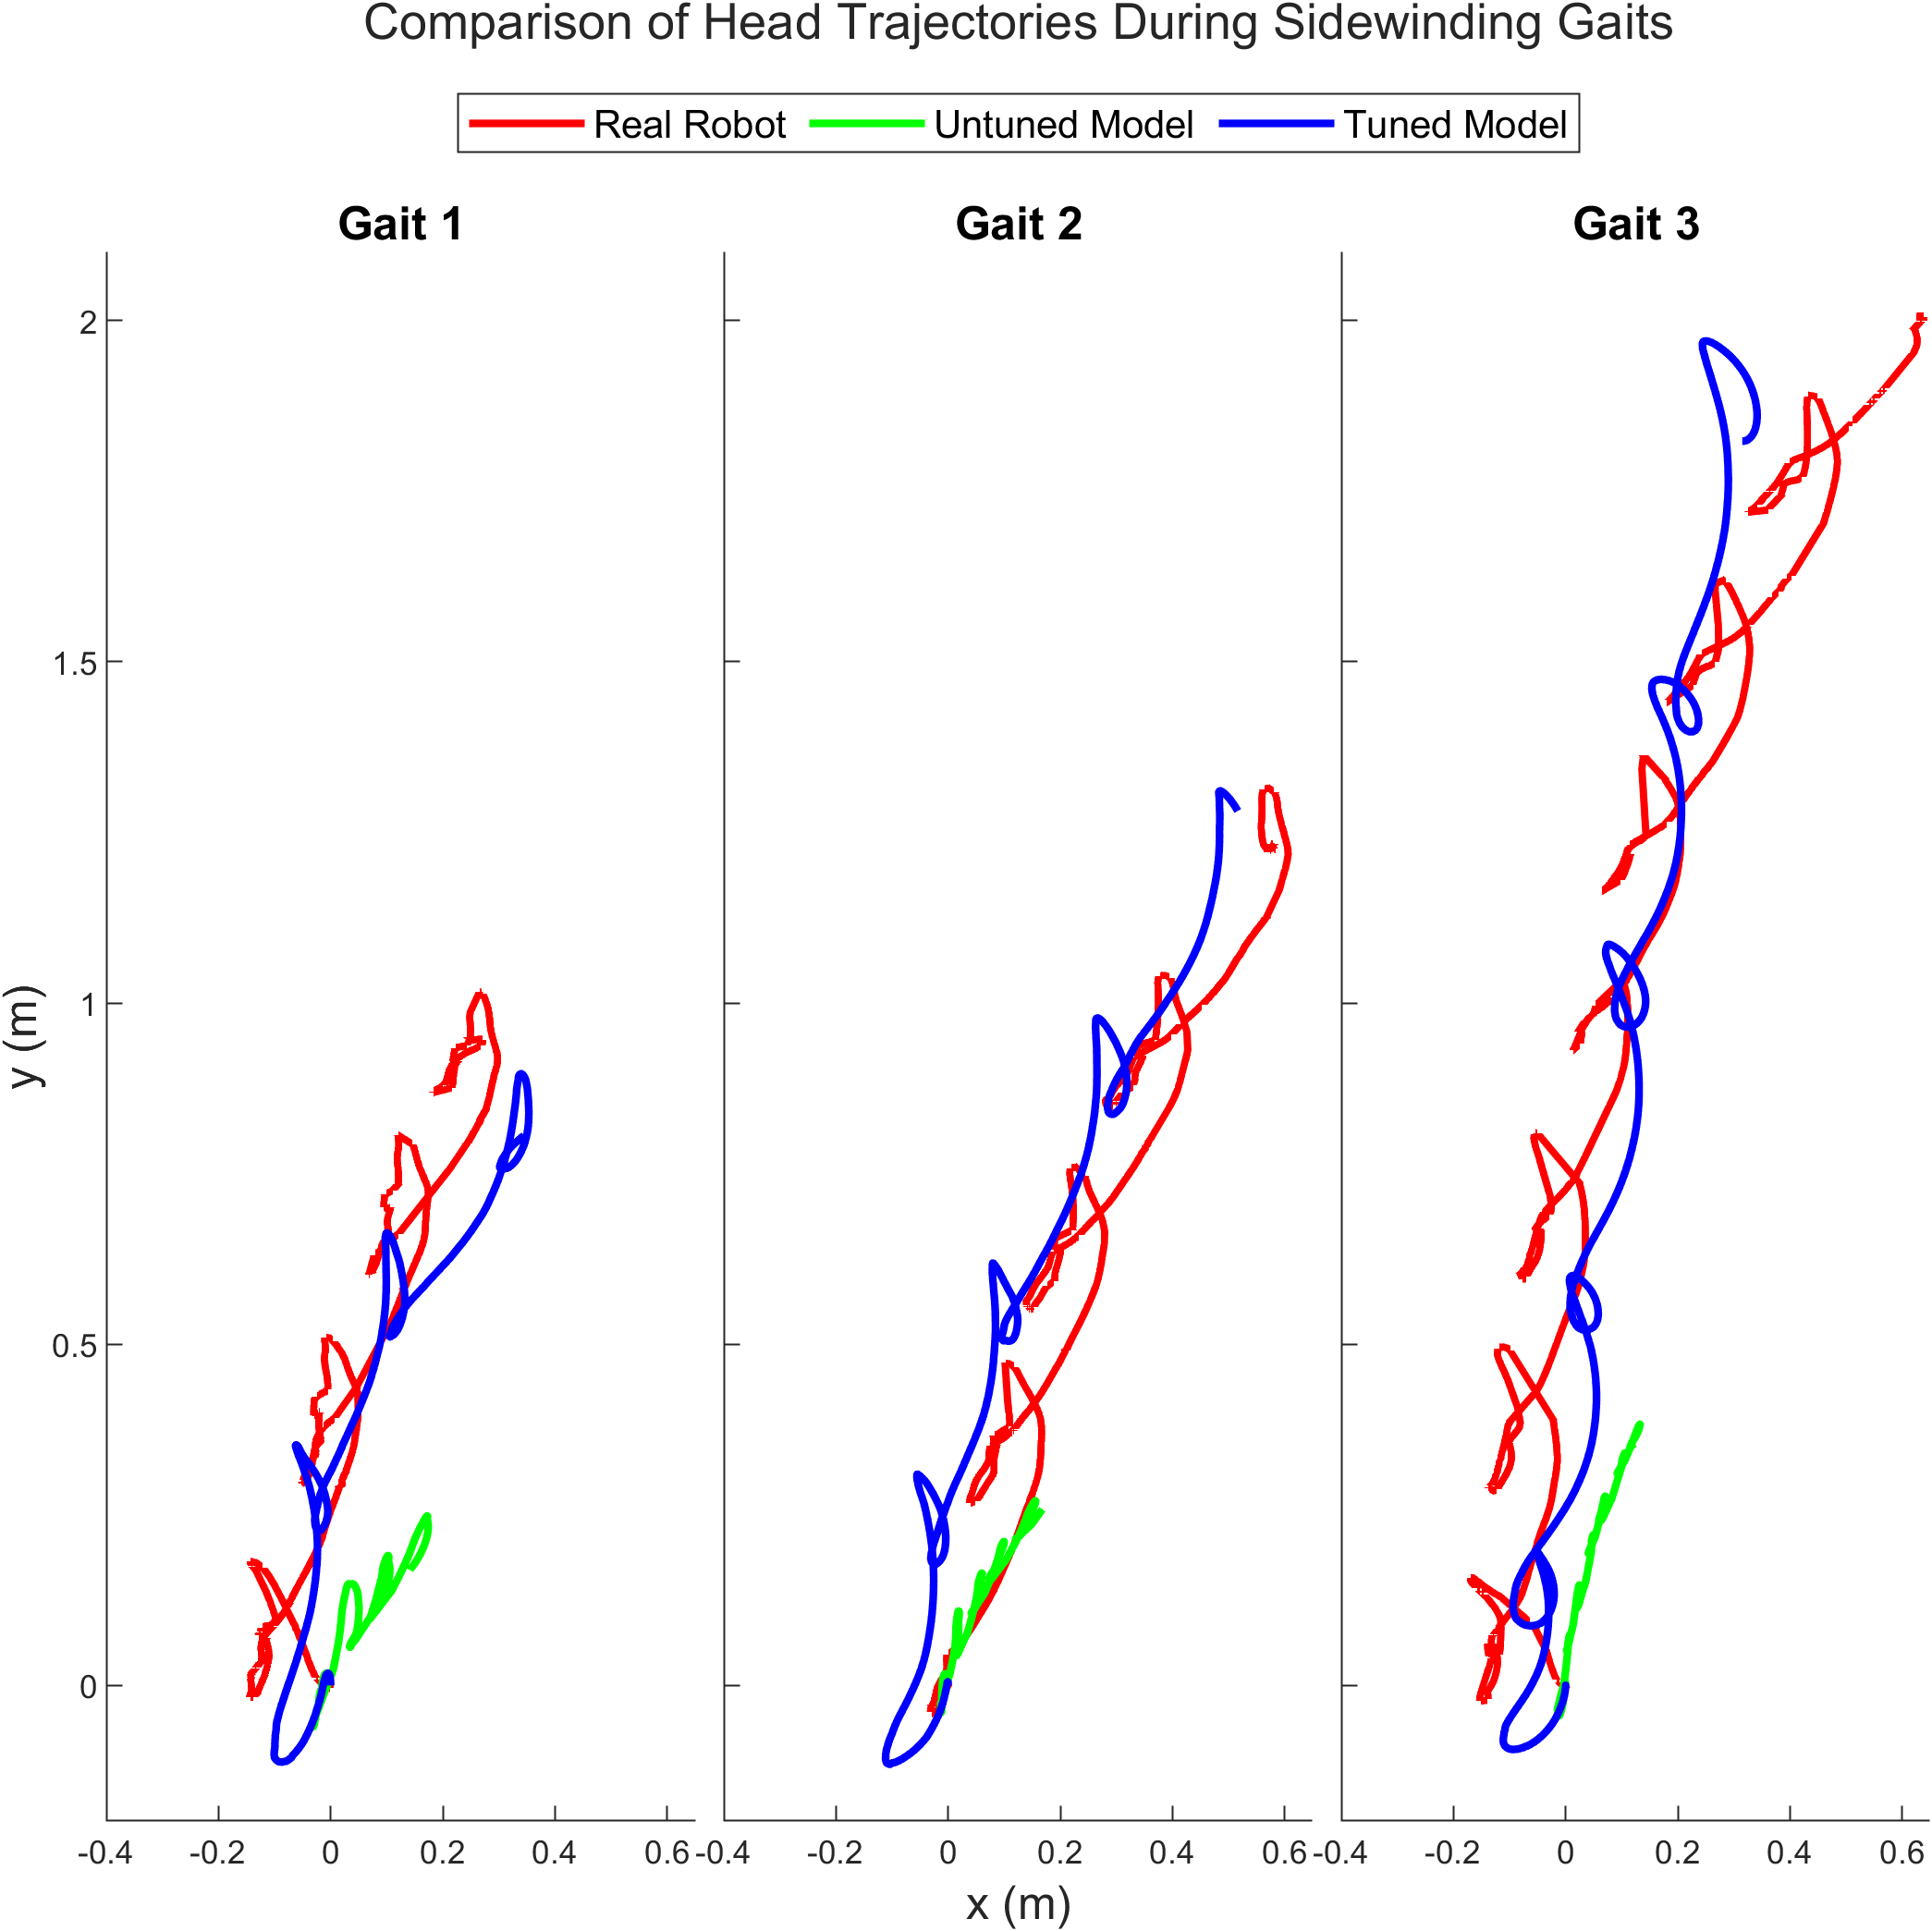 Comparison of Head Trajectories During Sidewinding Gaits
Real Robot Untuned Model Tuned Model
Gait 1 Gait 2 Gait 3
2
1.5
1
0.5
0
y (m)
-0.4 -0.2 0 0.2 0.4 0.6 -0.4 -0.2 0 0.2 0.4 0.6 -0.4 -0.2 0 0.2 0.4 0.6
x (m)